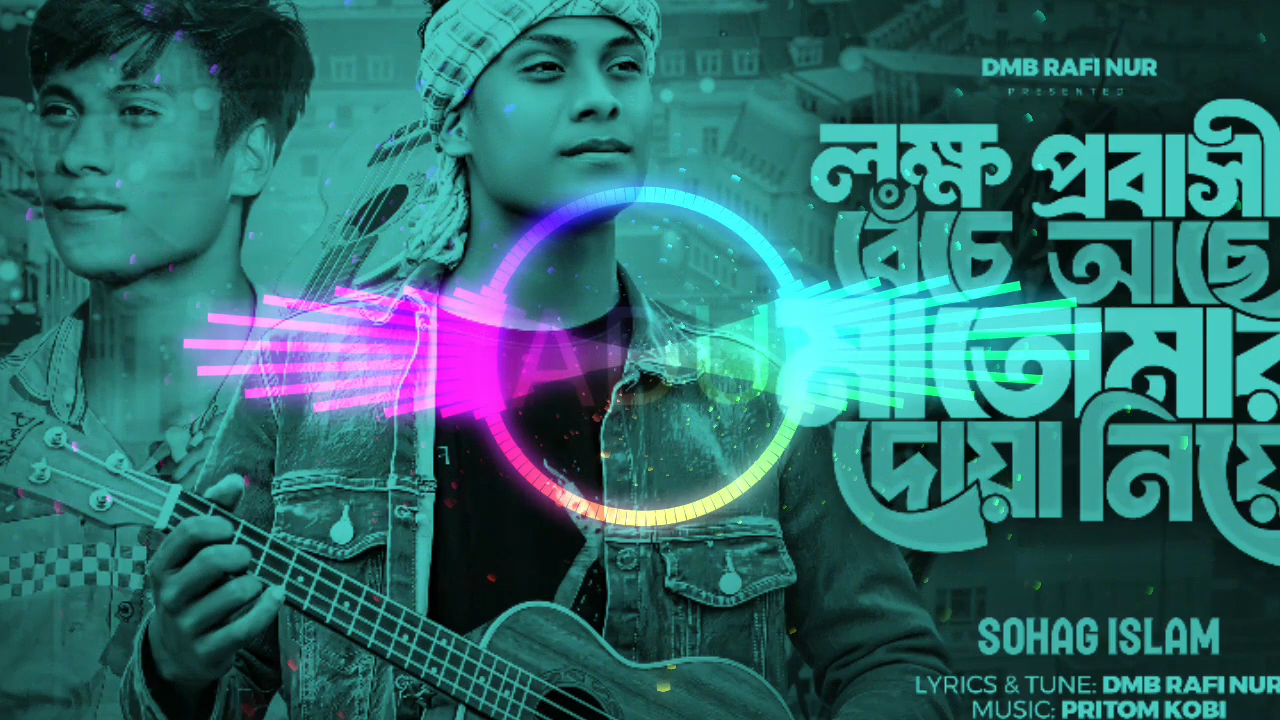 DMB RAFI NUR
PRESENTED
লক্ষ প্রবাসী
বেঁচে আছে
মা তোমার
দোয়া নিয়ে
SOHAG ISLAM
LYRICS & TUNE: DMB RAFI NUR
MUSIC: PRITOM KOBI